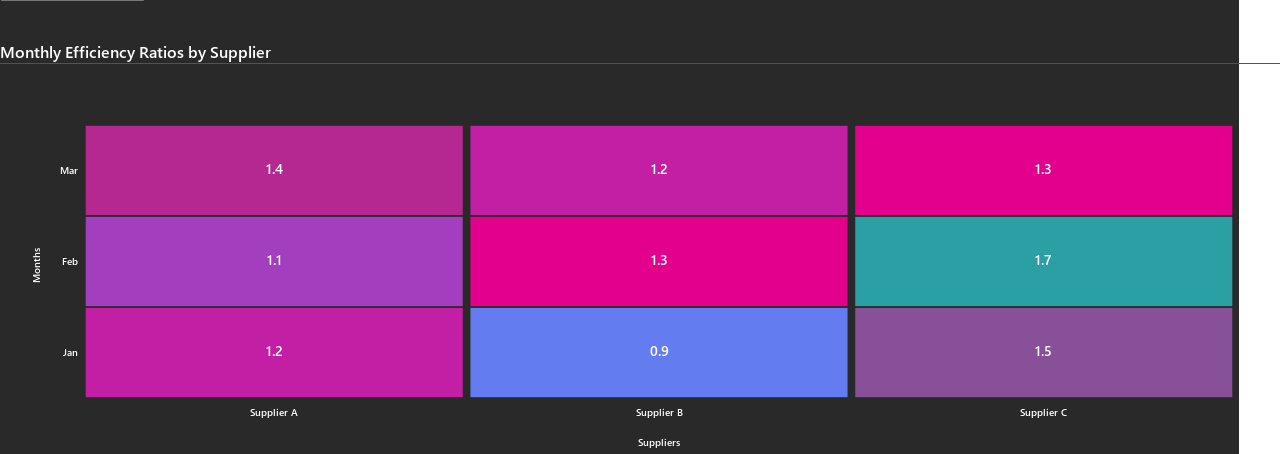 Monthly Efficiency Ratios by Supplier
Mar
1.4
1.2
1.3
Months
Feb
1.1
1.3
1.7
Jan
1.2
0.9
1.5
Supplier A
Supplier B
Supplier C
Suppliers